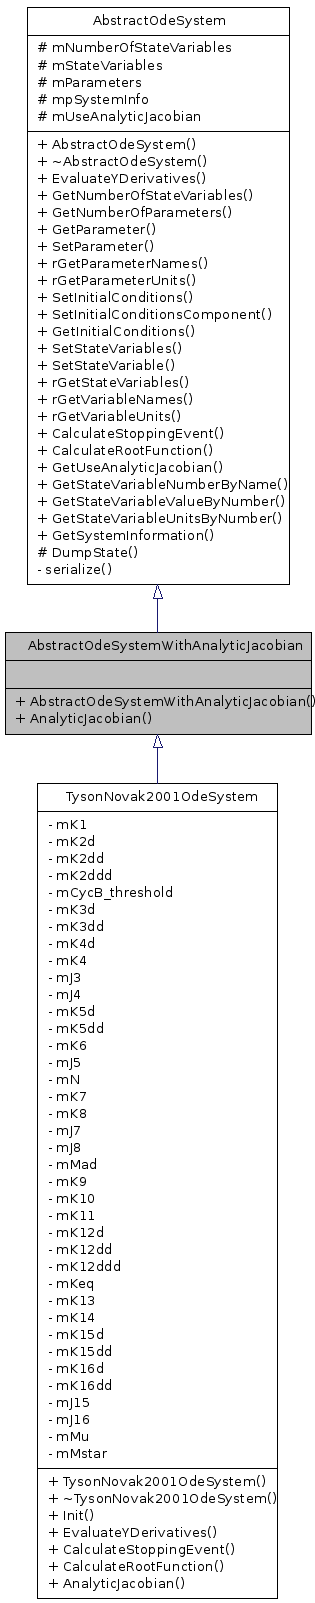 AbstractOdeSystem
# mNumberOfStateVariables
# mStateVariables
# mParameters
# mpSystemInfo
# mUseAnalyticJacobian
+ AbstractOdeSystem()
+ ~AbstractOdeSystem()
+ EvaluateYDerivatives()
+ GetNumberOfStateVariables()
+ GetNumberOfParameters()
+ GetParameter()
+ SetParameter()
+ rGetParameterNames()
+ rGetParameterUnits()
+ SetInitialConditions()
+ SetInitialConditionsComponent()
+ GetInitialConditions()
+ SetStateVariables()
+ SetStateVariable()
+ rGetStateVariables()
+ rGetVariableNames()
+ rGetVariableUnits()
+ CalculateStoppingEvent()
+ CalculateRootFunction()
+ GetUseAnalyticJacobian()
+ GetStateVariableNumberByName()
+ GetStateVariableValueByNumber()
+ GetStateVariableUnitsByNumber()
+ GetSystemInformation()
# DumpState()
- serialize()
AbstractOdeSystemWithAnalyticJacobian
+ AbstractOdeSystemWithAnalyticJacobian()
+ AnalyticJacobian()
TysonNovak2001OdeSystem
- mK1
- mK2d
- mK2dd
- mK2ddd
- mCycB_threshold
- mK3d
- mK3dd
- mK4d
- mK4
- mJ3
- mJ4
- mK5d
- mK5dd
- mK6
- mJ5
- mN
- mK7
- mK8
- mJ7
- mJ8
- mMad
- mK9
- mK10
- mK11
- mK12d
- mK12dd
- mK12ddd
- mKeq
- mK13
- mK14
- mK15d
- mK15dd
- mK16d
- mK16dd
- mJ15
- mJ16
- mMu
- mMstar
+ TysonNovak2001OdeSystem()
+ ~TysonNovak2001OdeSystem()
+ Init()
+ EvaluateYDerivatives()
+ CalculateStoppingEvent()
+ CalculateRootFunction()
+ AnalyticJacobian()